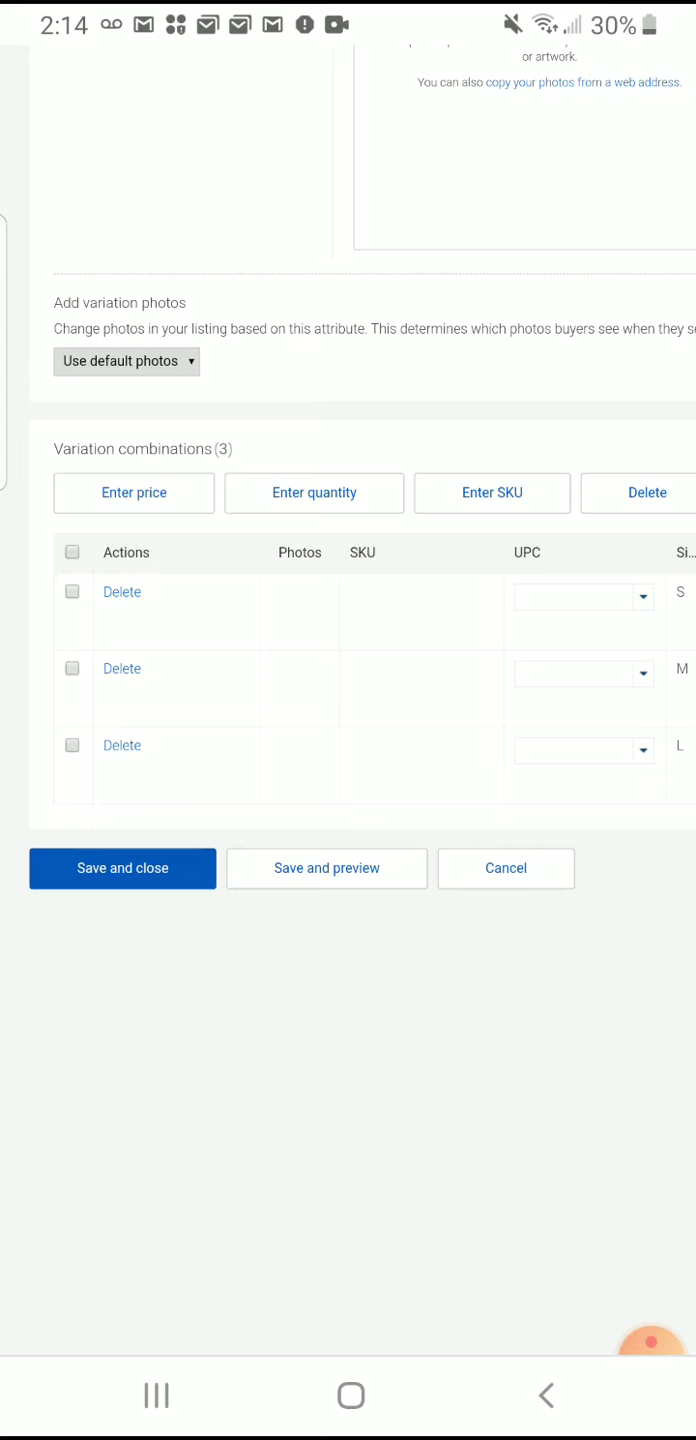 2:14
30%
or artwork.
You can also copy your photos from a web address.
Add variation photos
Change photos in your listing based on this attribute. This determines which photos buyers see when they s
Use default photos
Variation combinations (3)
Enter price Enter quantity Enter SKU Delete
Actions Photos SKU UPC Si...
Delete S
Delete M
Delete L
Save and close Save and preview Cancel